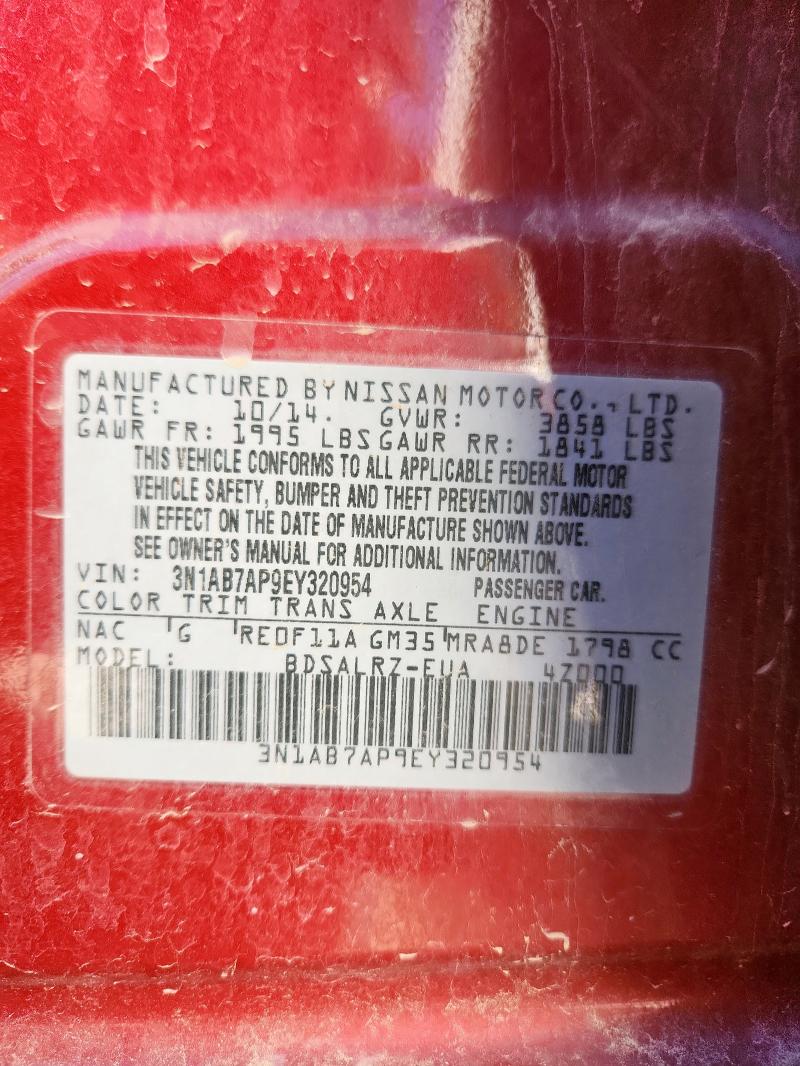 MANUFACTURED BY NISSAN MOTOR CO., LTD.
DATE: 10/14. GVWR: 3858 LBS
GAWR FR: 1995 LBS GAWR RR: 1841 LBS
THIS VEHICLE CONFORMS TO ALL APPLICABLE FEDERAL MOTOR
VEHICLE SAFETY, BUMPER AND THEFT PREVENTION STANDARDS
IN EFFECT ON THE DATE OF MANUFACTURE SHOWN ABOVE.
SEE OWNER'S MANUAL FOR ADDITIONAL INFORMATION.
VIN: 3N1AB7AP9EY320954 PASSENGER CAR.
COLOR TRIM TRANS AXLE ENGINE
NAC G RE0F11A GM35 MRA8DE 1798 CC
MODEL: BDSALRZ-EUA 4Z000
3N1AB7AP9EY320954